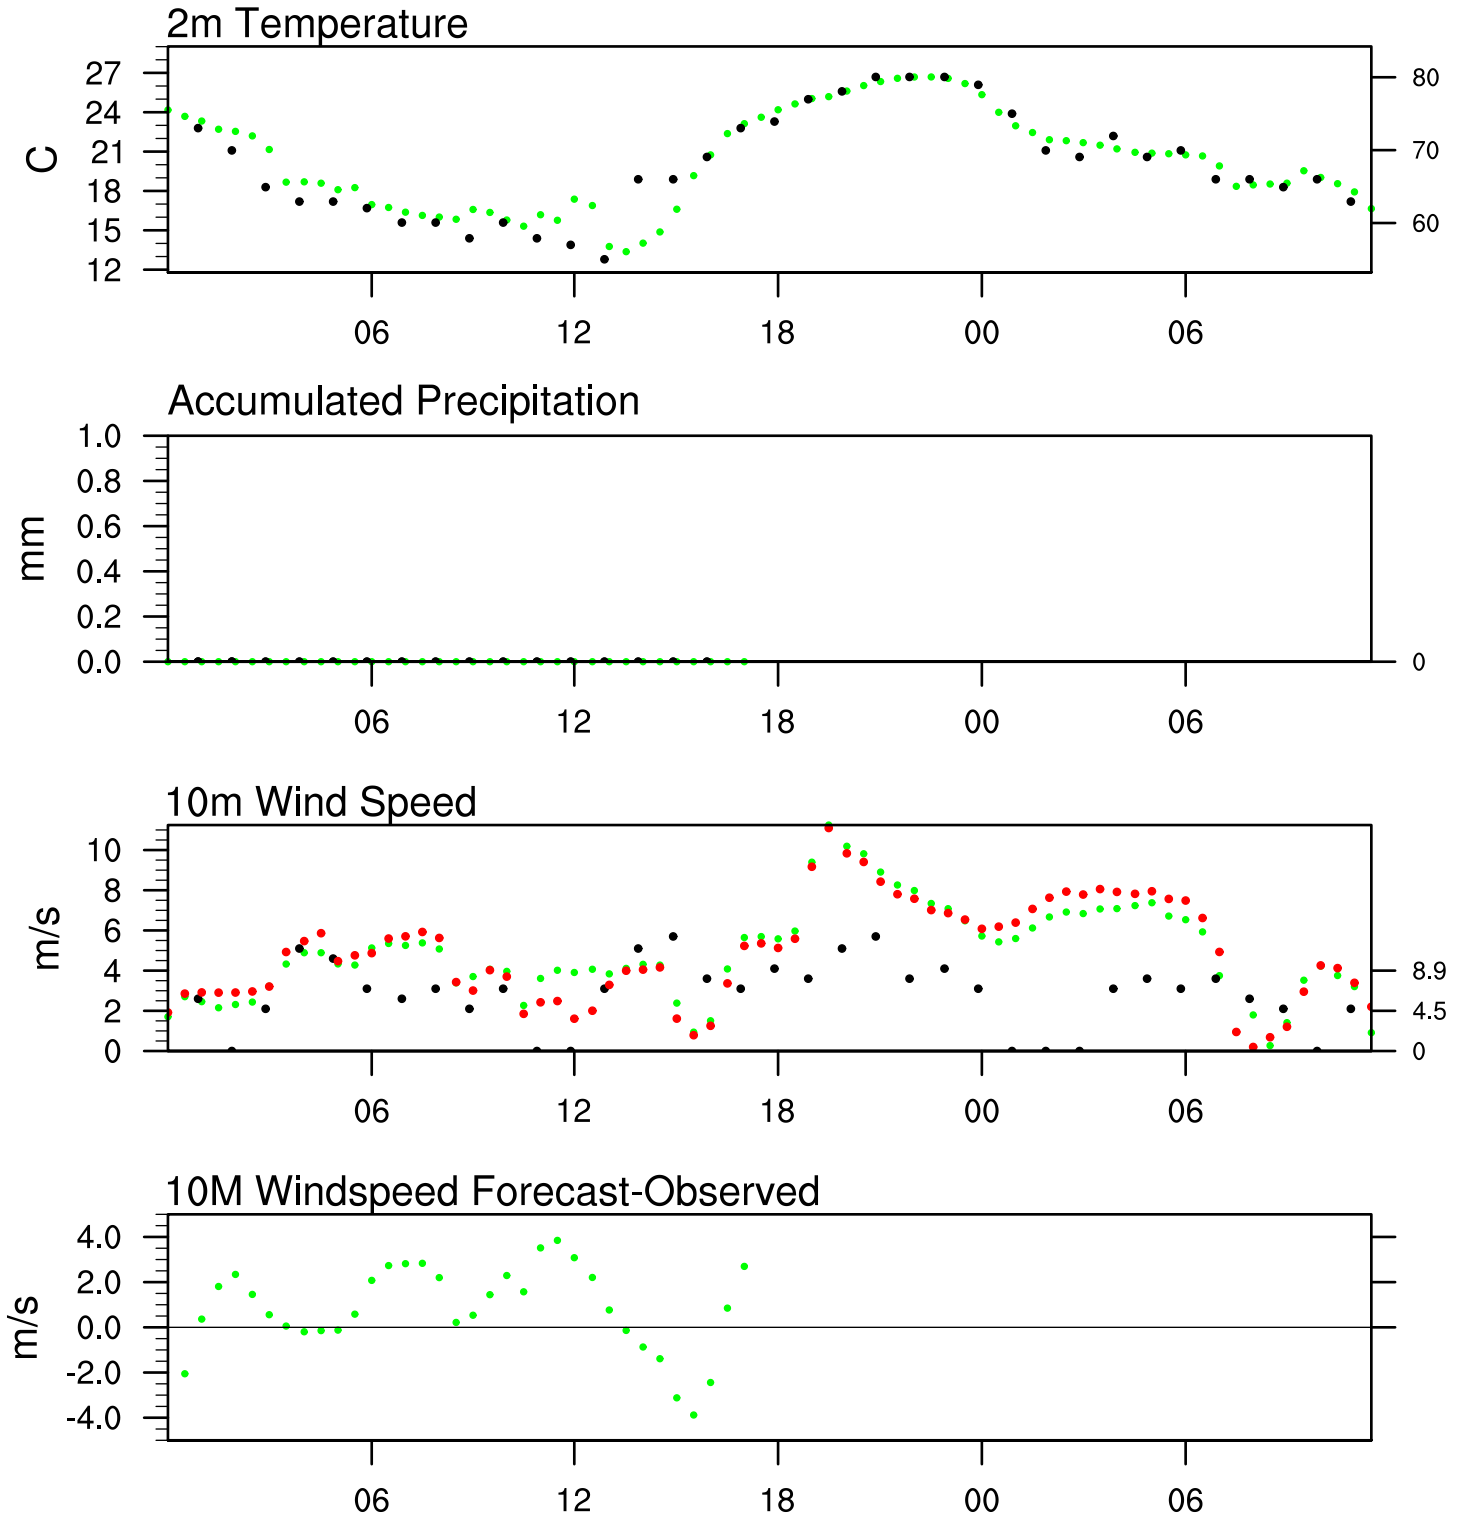 2m Temperature
27
24
21
18
15
12
C
80
70
60
06 12 18 00 06
Accumulated Precipitation
1.0
0.8
0.6
0.4
0.2
0.0
mm
0
06 12 18 00 06
10m Wind Speed
10
8
6
4
2
0
m/s
8.9
4.5
0
06 12 18 00 06
10M Windspeed Forecast-Observed
4.0
2.0
0.0
-2.0
-4.0
m/s
06 12 18 00 06